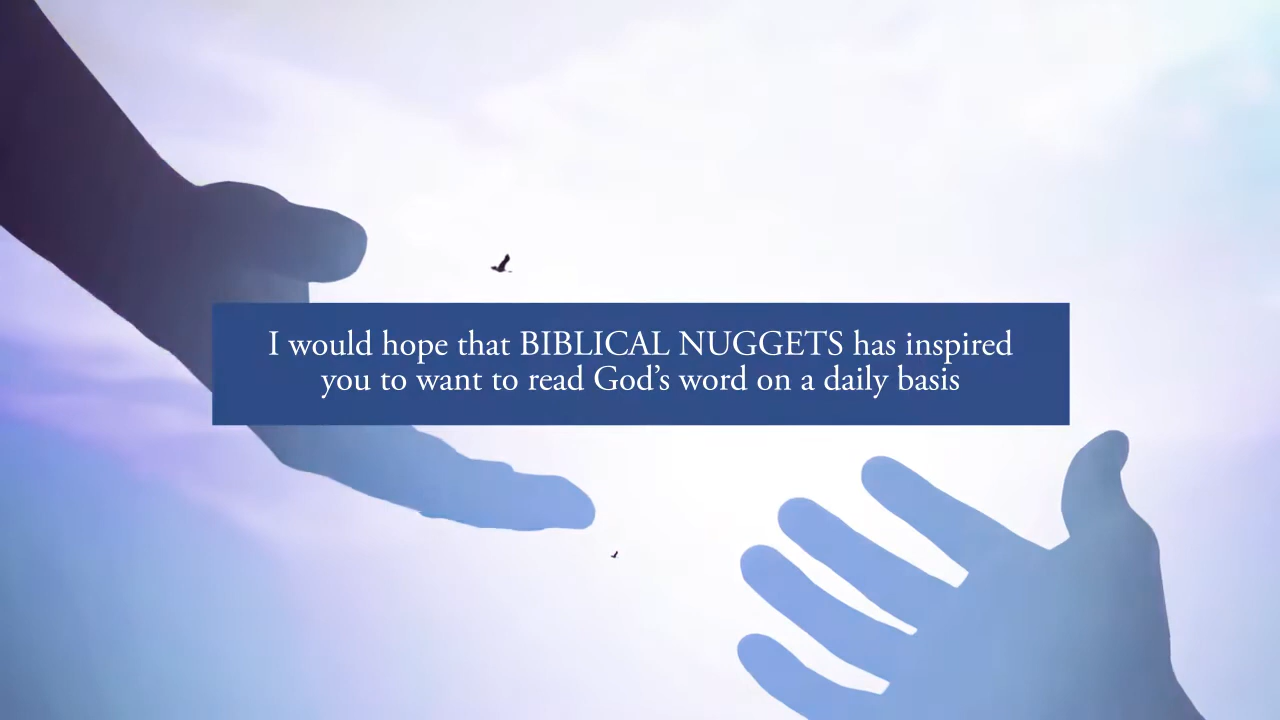 I would hope that BIBLICAL NUGGETS has inspired
you to want to read God’s word on a daily basis